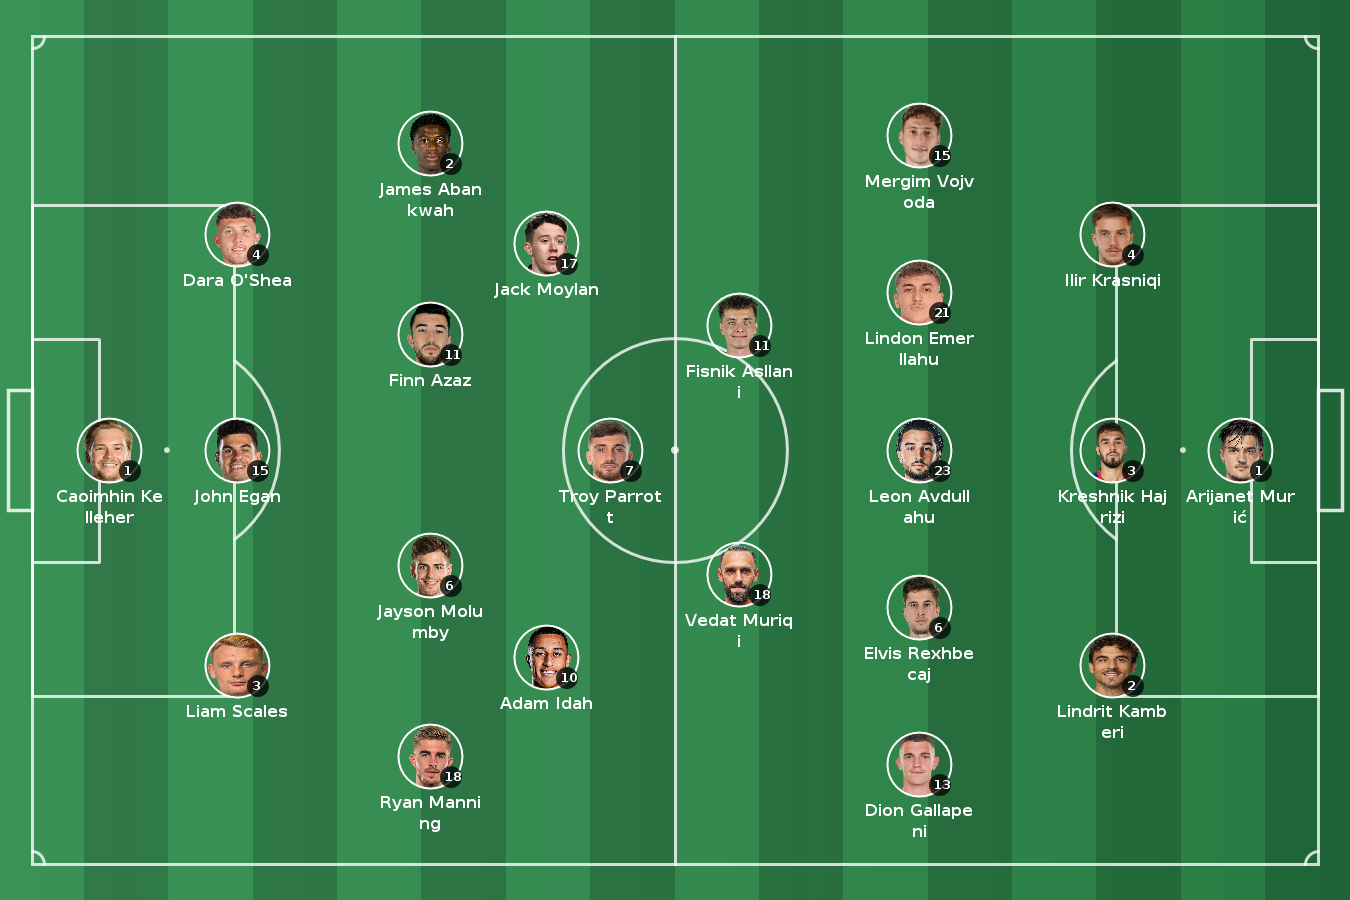 2
James Aban
kwah
15
Mergim Vojv
oda
4
Dara O'Shea
17
Jack Moylan
4
Ilir Krasniqi
21
Lindon Emer
llahu
11
Finn Azaz
11
Fisnik Asllan
i
1
Caoimhin Ke
lleher
15
John Egan
7
Troy Parrot
t
23
Leon Avdull
ahu
3
Kreshnik Haj
rizi
1
Arijanet Mur
ić
6
Jayson Molu
mby
18
Vedat Muriq
i
6
Elvis Rexhbe
caj
3
Liam Scales
10
Adam Idah
2
Lindrit Kamb
eri
18
Ryan Manni
ng
13
Dion Gallape
ni